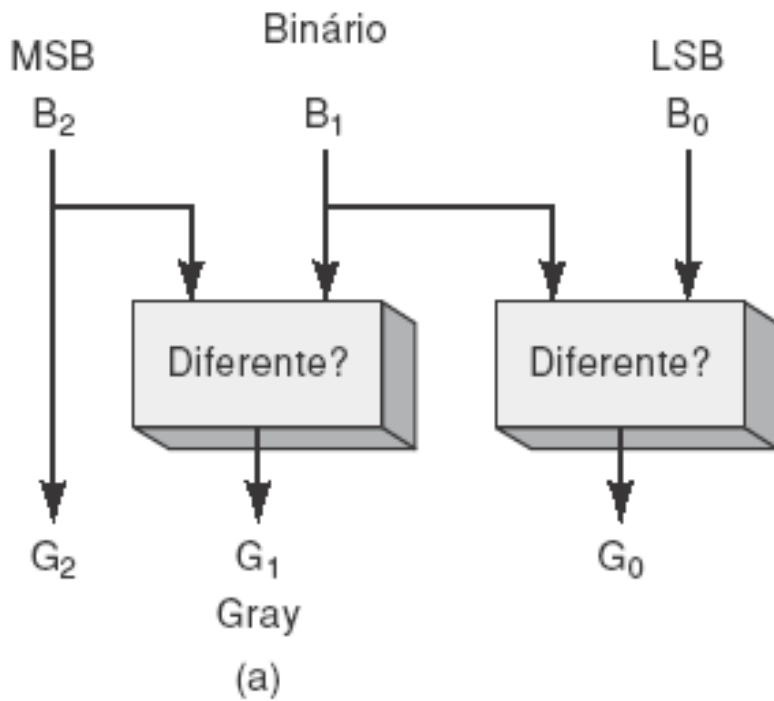 Binário
MSB LSB
B₂ B₁ B₀
Diferente? Diferente?
G₂ G₁ G₀
Gray
(a)